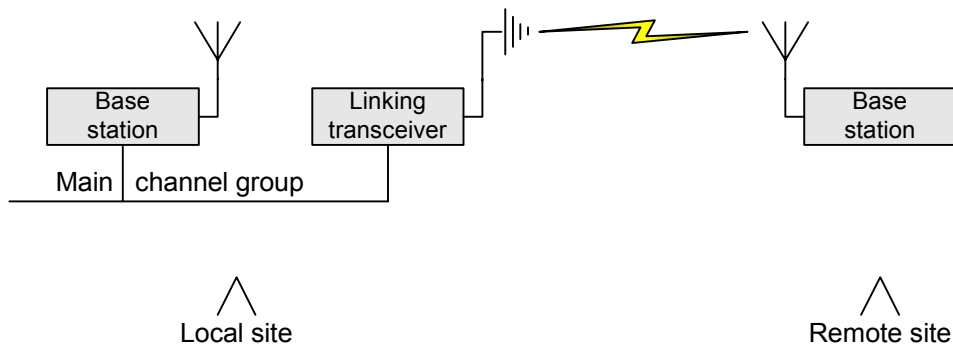 Base
station
Linking
transceiver
Base
station
Main channel group
Local site
Remote site